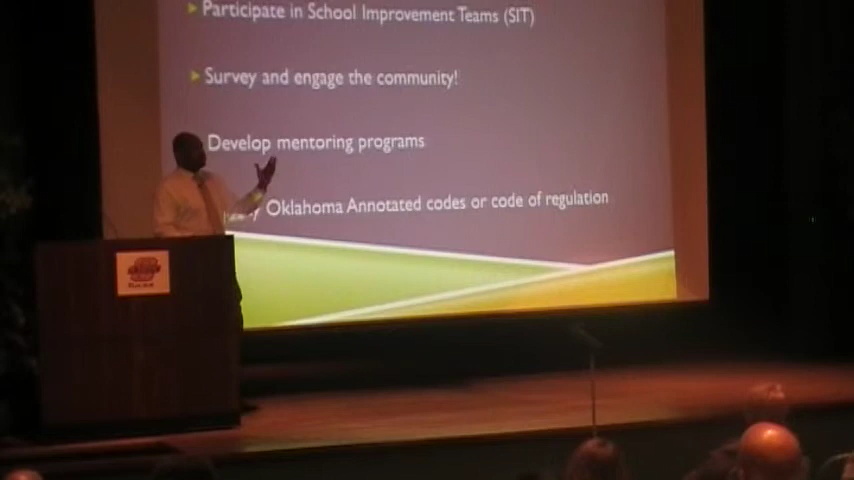 Participate in School Improvement Teams (SIT)
Survey and engage the community!
Develop mentoring programs
Oklahoma Annotated codes or code of regulation